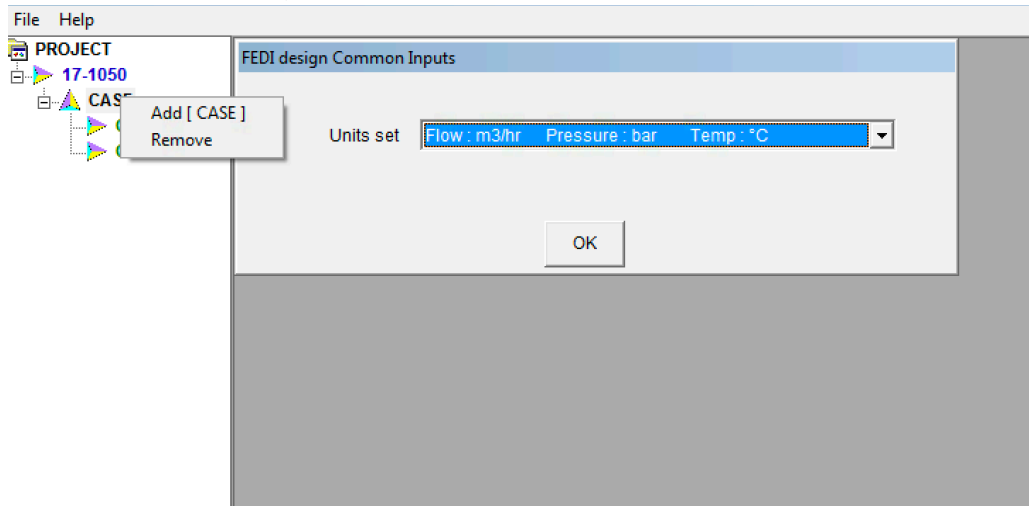 File Help
PROJECT
17-1050
CASE
Add [ CASE ]
Remove
FEDI design Common Inputs
Units set
Flow : m3/hr Pressure : bar Temp : °C
OK